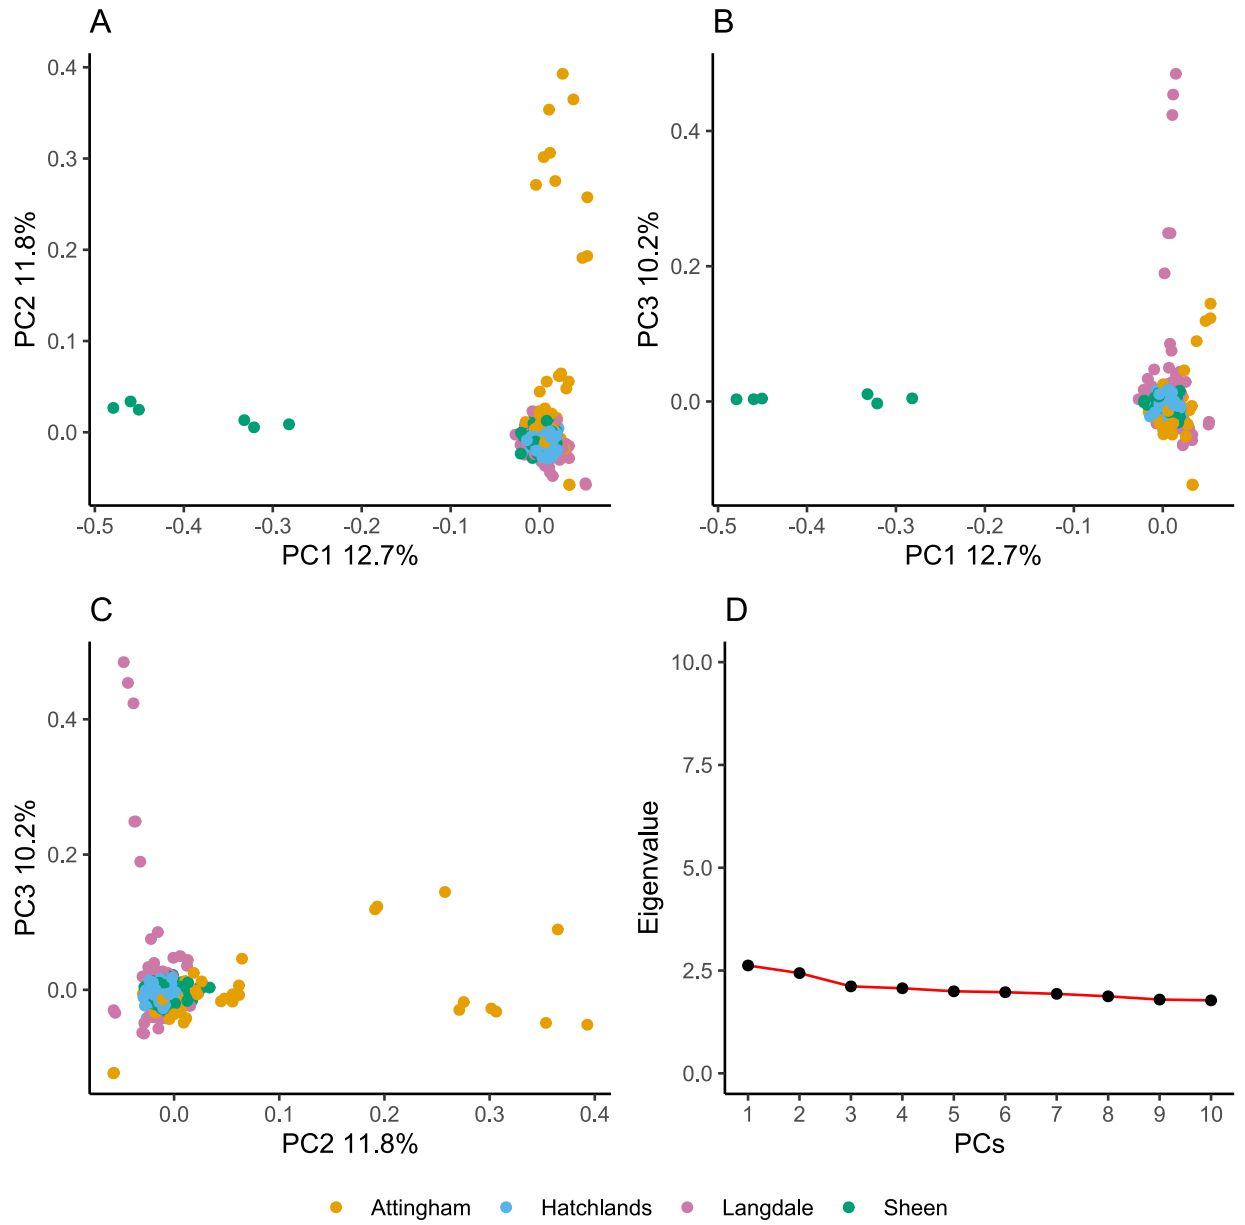 A
0.4
0.3
0.2
0.1
0.0
PC2 11.8%
-0.5 -0.4 -0.3 -0.2 -0.1 0.0
PC1 12.7%
B
0.4
0.2
0.0
PC3 10.2%
-0.5 -0.4 -0.3 -0.2 -0.1 0.0
PC1 12.7%
C
0.4
0.2
0.0
PC3 10.2%
0.0 0.1 0.2 0.3 0.4
PC2 11.8%
D
10.0
7.5
5.0
2.5
0.0
Eigenvalue
1 2 3 4 5 6 7 8 9 10
PCs
Attingham Hatchlands Langdale Sheen